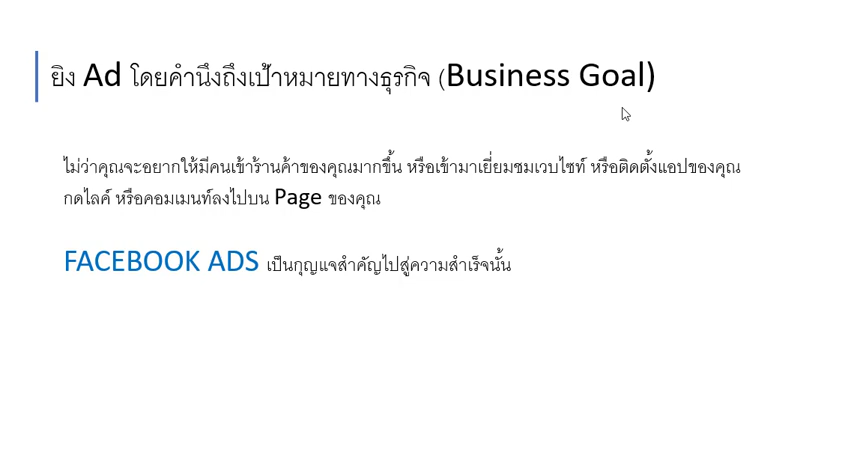 ยิง Ad โดยคำนึงถึงเป้าหมายทางธุรกิจ (Business Goal)
ไม่ว่าคุณจะอยากให้มีคนเข้าร้านค้าของคุณมากขึ้น หรือเข้ามาเยี่ยมชมเวบไซท์ หรือติดตั้งแอปของคุณ
กดไลค์ หรือคอมเมนท์ลงไปบน Page ของคุณ
FACEBOOK ADS เป็นกุญแจสำคัญไปสู่ความสำเร็จนั้น